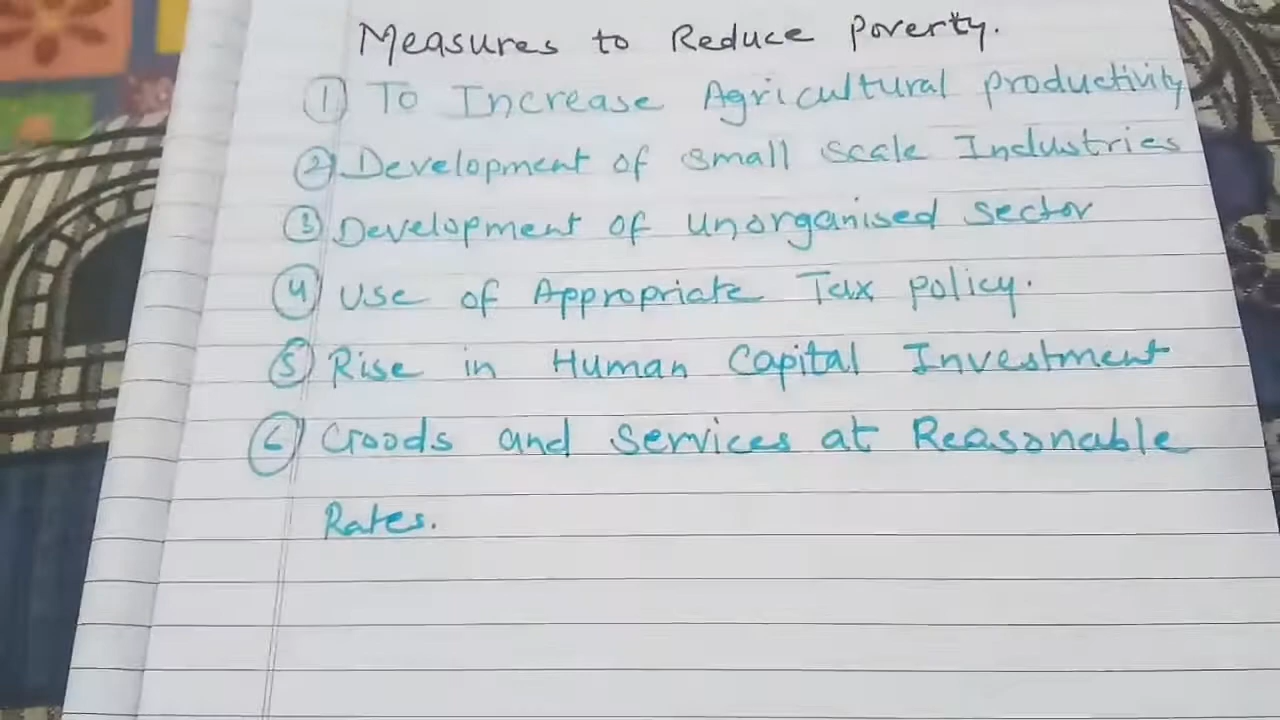 Measures to Reduce Poverty.
① To Increase Agricultural productivity
② Development of small scale Industries
③ Development of unorganised sector
④ Use of Appropriate Tax policy.
⑤ Rise in Human Capital Investment
⑥ Goods and services at Reasonable
Rates.